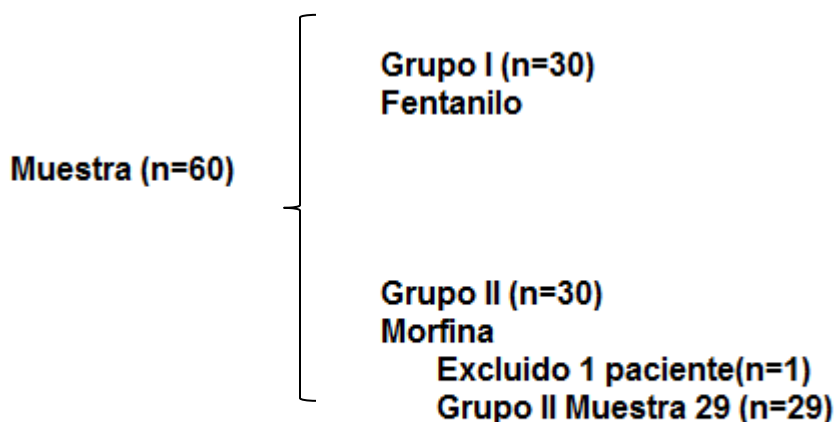 Grupo I (n=30)
Fentanilo
Muestra (n=60)
Grupo II (n=30)
Morfina
Excluido 1 paciente(n=1)
Grupo II Muestra 29 (n=29)